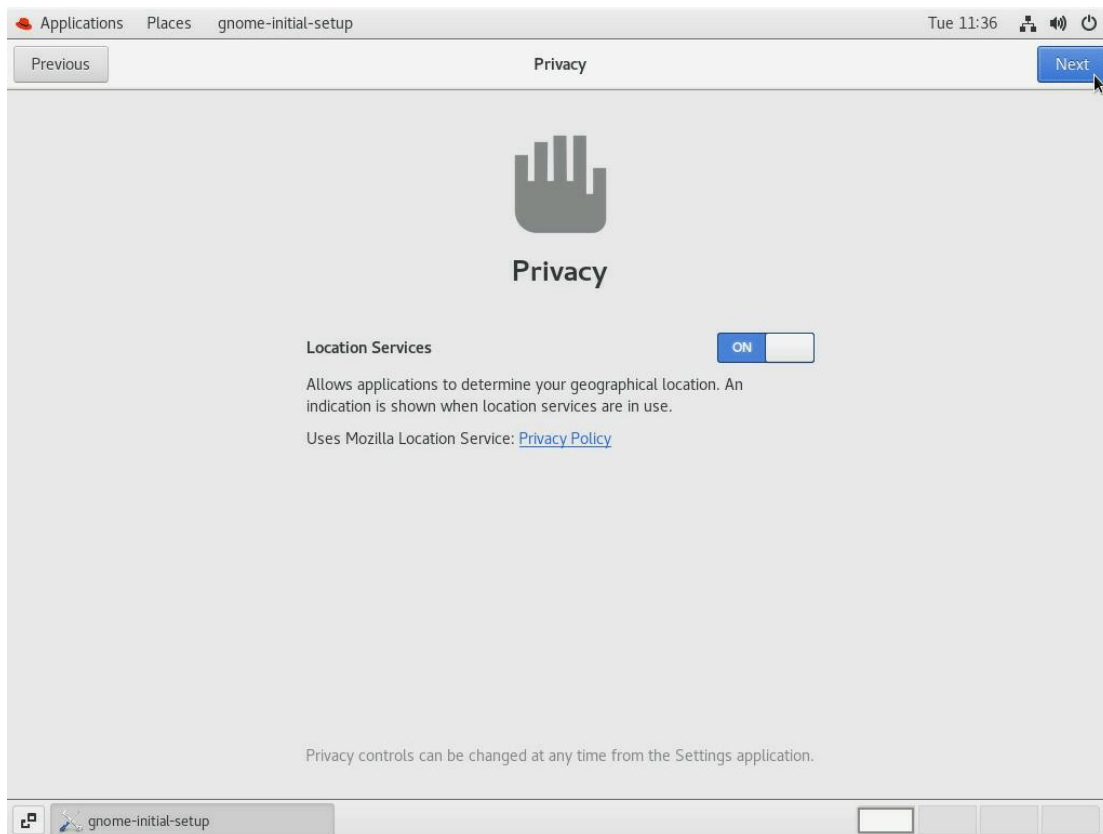 Applications Places gnome-initial-setup Tue 11:36
Previous Privacy Next
Privacy
Location Services ON
Allows applications to determine your geographical location. An
indication is shown when location services are in use.
Uses Mozilla Location Service: Privacy Policy
Privacy controls can be changed at any time from the Settings application.
gnome-initial-setup